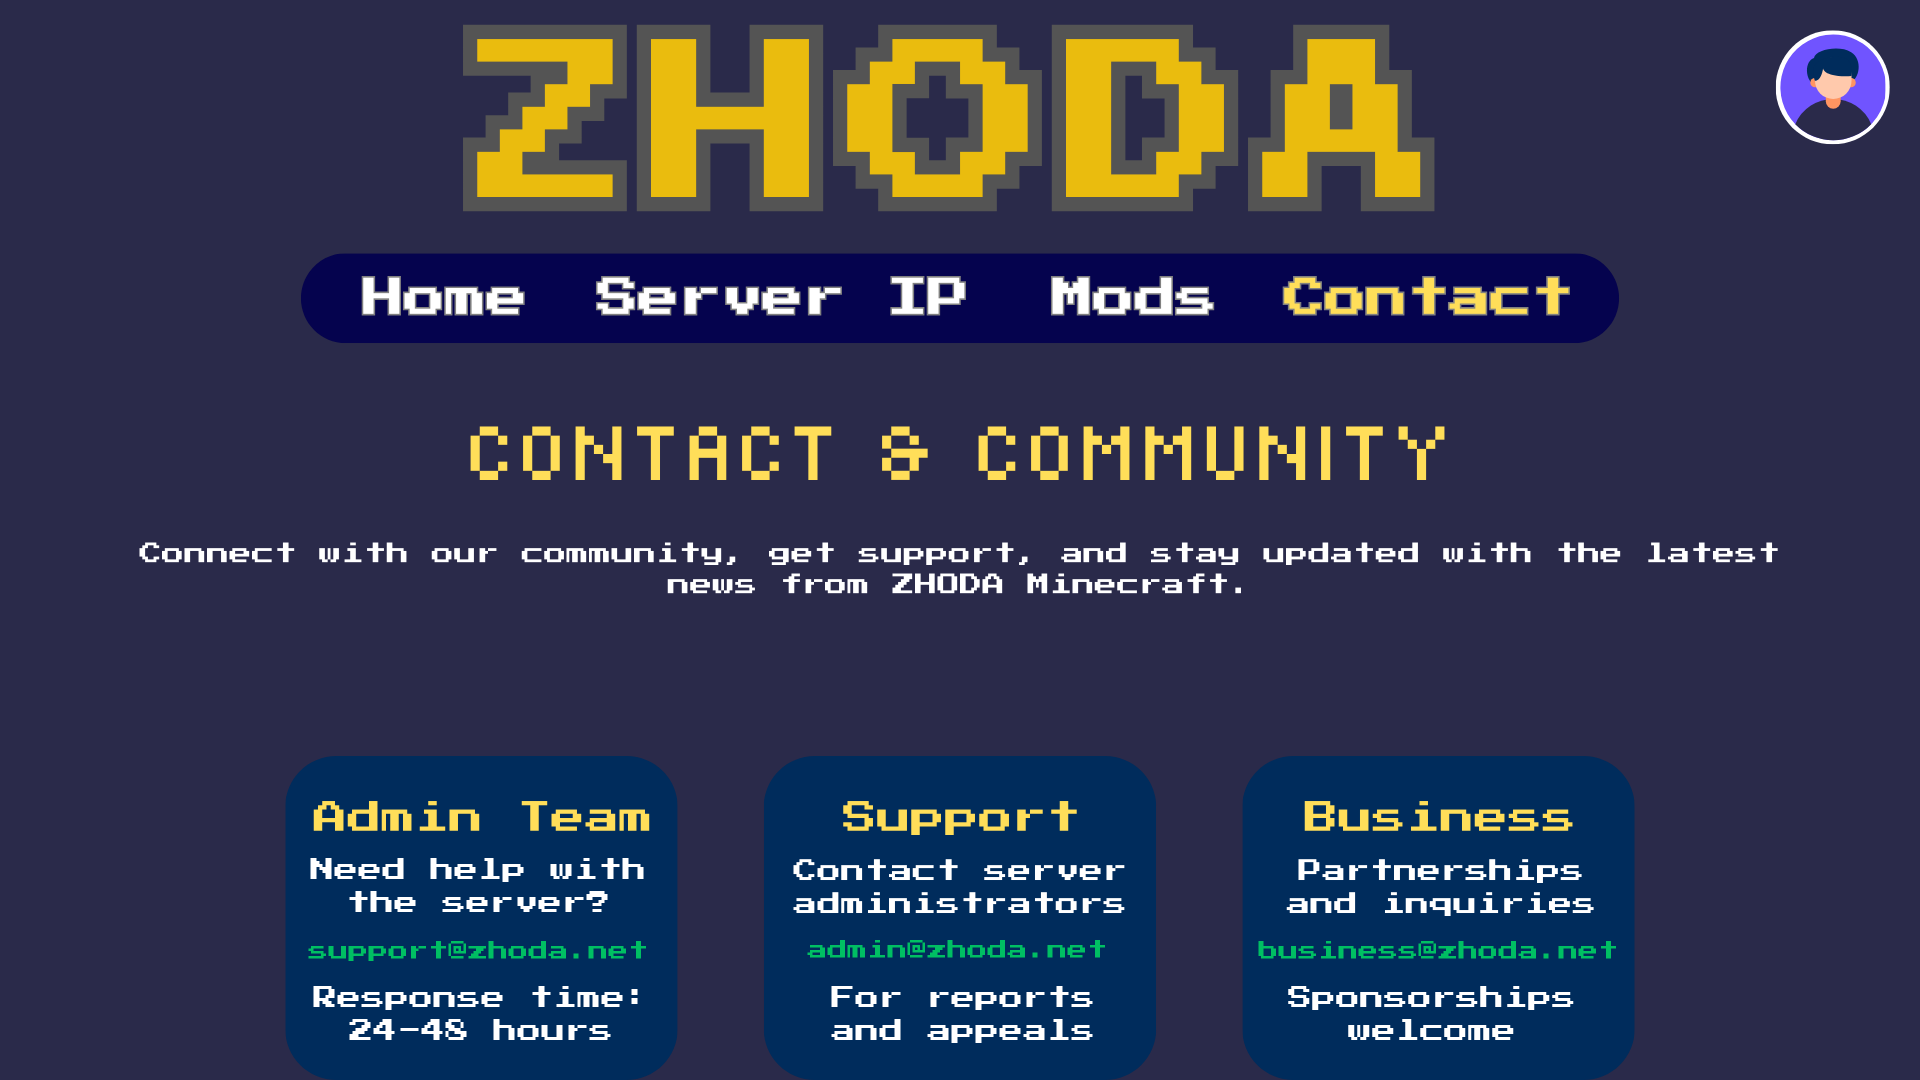 ZHODA
Home Server IP Mods Contact
CONTACT & COMMUNITY
Connect with our community, get support, and stay updated with the latest
news from ZHODA Minecraft.
Admin Team
Need help with
the server?
support@zhoda.net
Response time:
24-48 hours
Support
Contact server
administrators
admin@zhoda.net
For reports
and appeals
Business
Partnerships
and inquiries
business@zhoda.net
Sponsorships
welcome